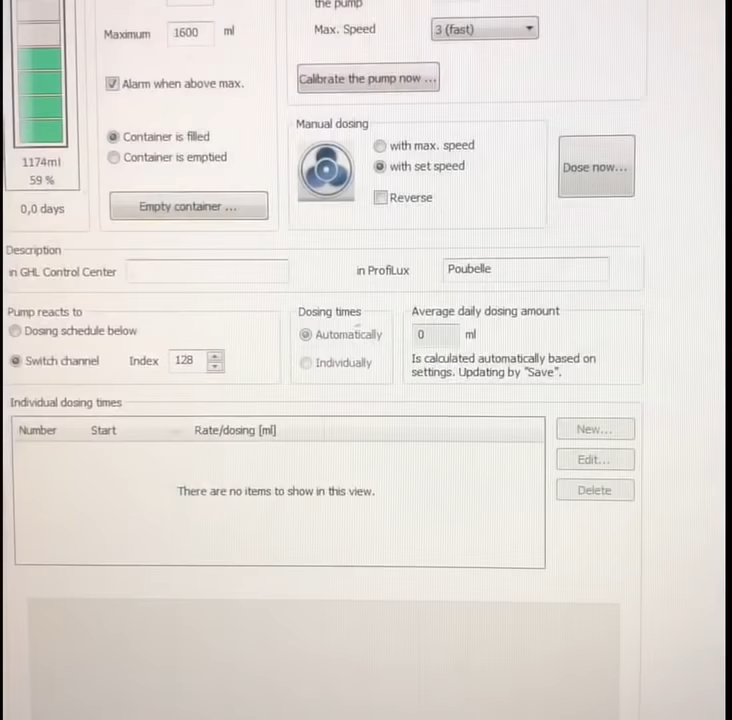 the pump
Maximum 1600 ml
Max. Speed 3 (fast)
Alarm when above max.
Calibrate the pump now ...
Manual dosing
Container is filled
with max. speed
Container is emptied
with set speed
Dose now...
1174ml
59 %
Reverse
0,0 days
Empty container ...
Description
in GHL Control Center
in ProfiLux Poubelle
Pump reacts to
Dosing times
Average daily dosing amount
Dosing schedule below
Automatically
0 ml
Switch channel Index 128
Individually
Is calculated automatically based on
settings. Updating by "Save".
Individual dosing times
Number Start Rate/dosing [ml]
New...
Edit...
Delete
There are no items to show in this view.